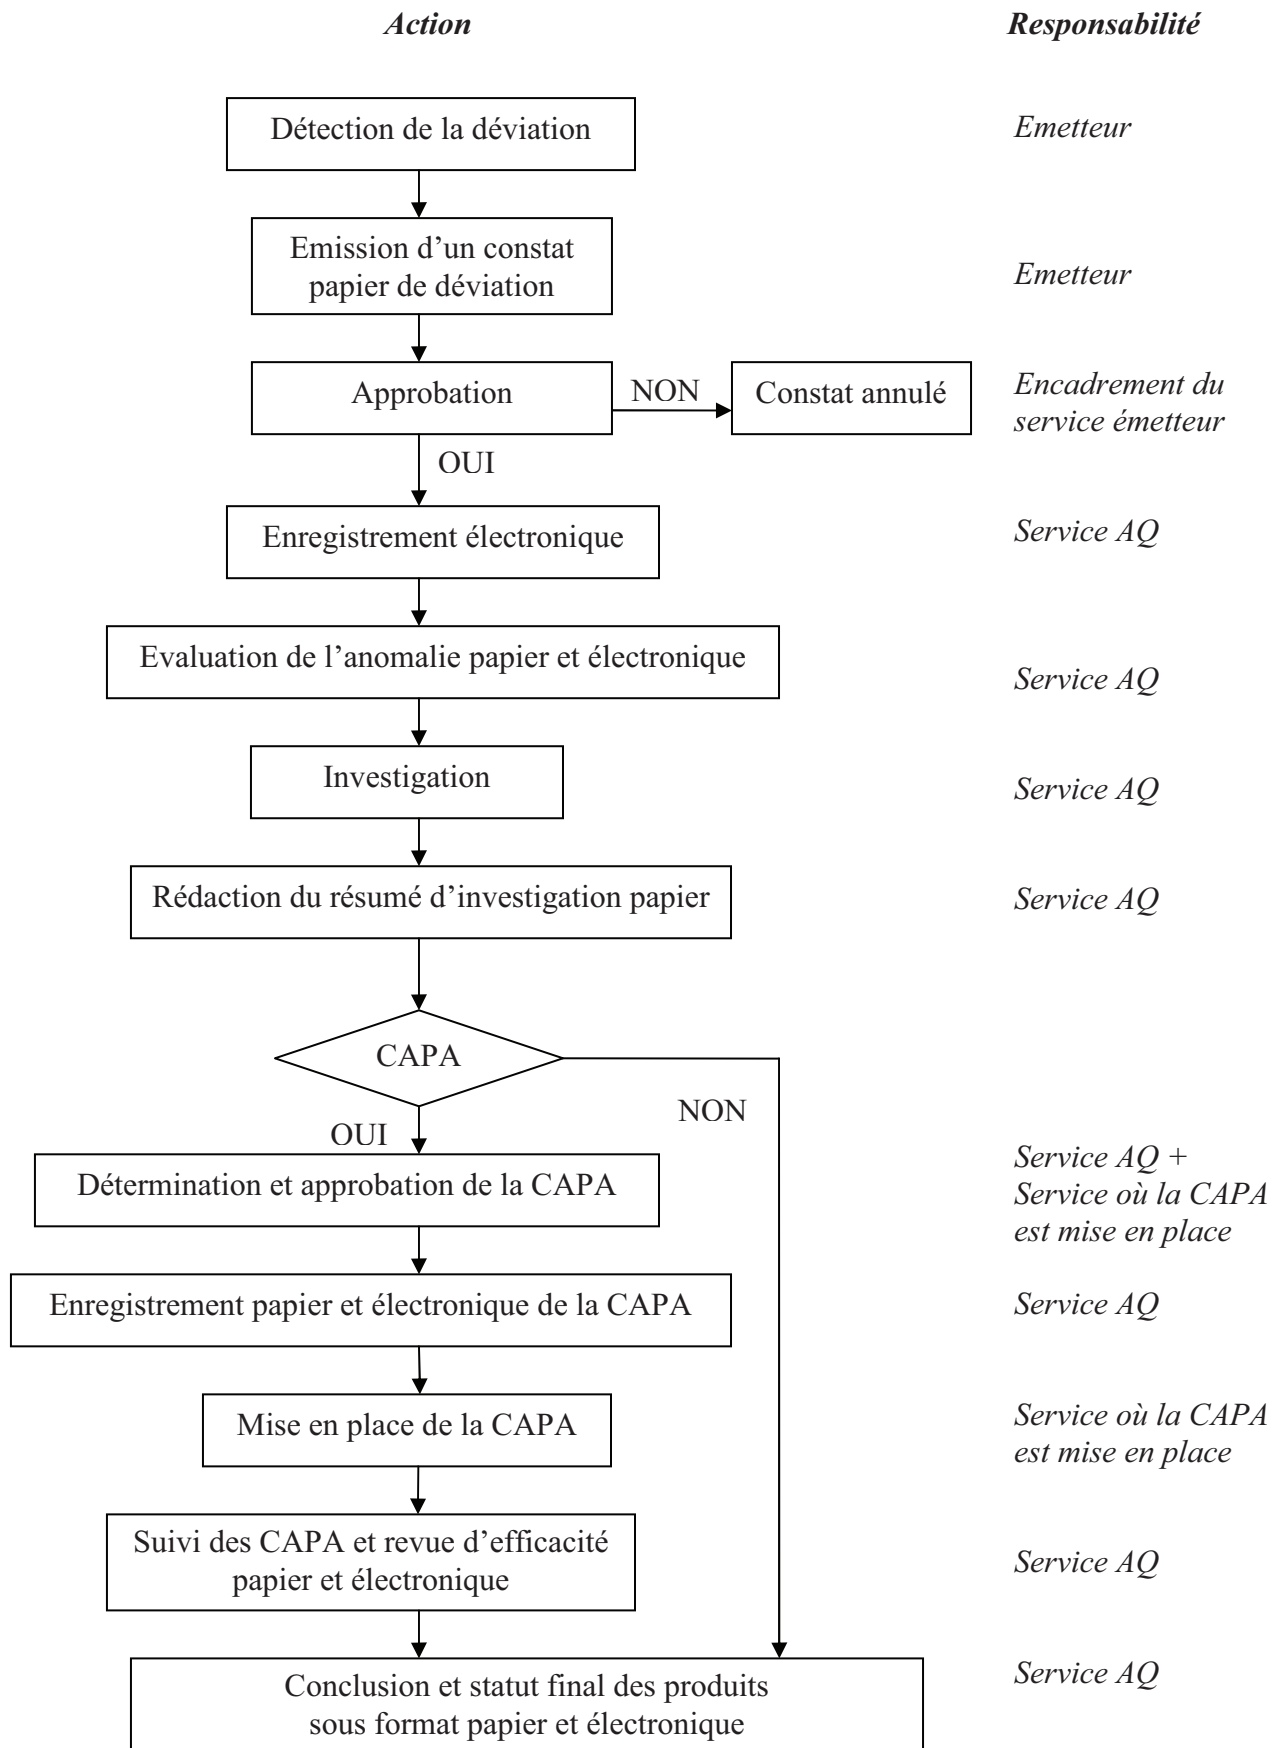 Action
Responsabilité
Détection de la déviation
Emetteur
Emission d’un constat
papier de déviation
Emetteur
Approbation
NON
Constat annulé
Encadrement du
service émetteur
OUI
Enregistrement électronique
Service AQ
Evaluation de l’anomalie papier et électronique
Service AQ
Investigation
Service AQ
Rédaction du résumé d’investigation papier
Service AQ
CAPA
NON
OUI
Détermination et approbation de la CAPA
Service AQ +
Service où la CAPA
est mise en place
Enregistrement papier et électronique de la CAPA
Service AQ
Mise en place de la CAPA
Service où la CAPA
est mise en place
Suivi des CAPA et revue d’efficacité
papier et électronique
Service AQ
Conclusion et statut final des produits
sous format papier et électronique
Service AQ